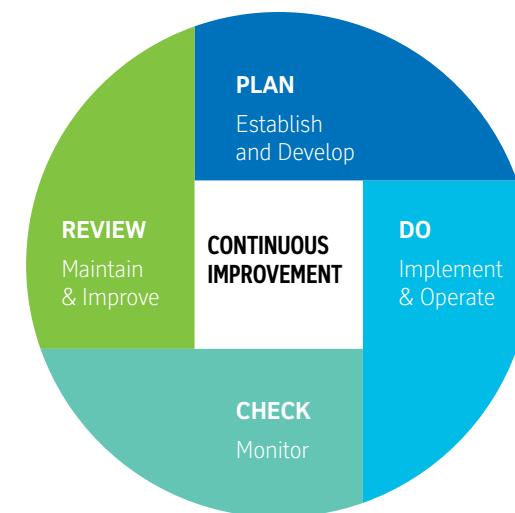 PLAN
Establish
and Develop
REVIEW
Maintain
& Improve
CONTINUOUS
IMPROVEMENT
DO
Implement
& Operate
CHECK
Monitor